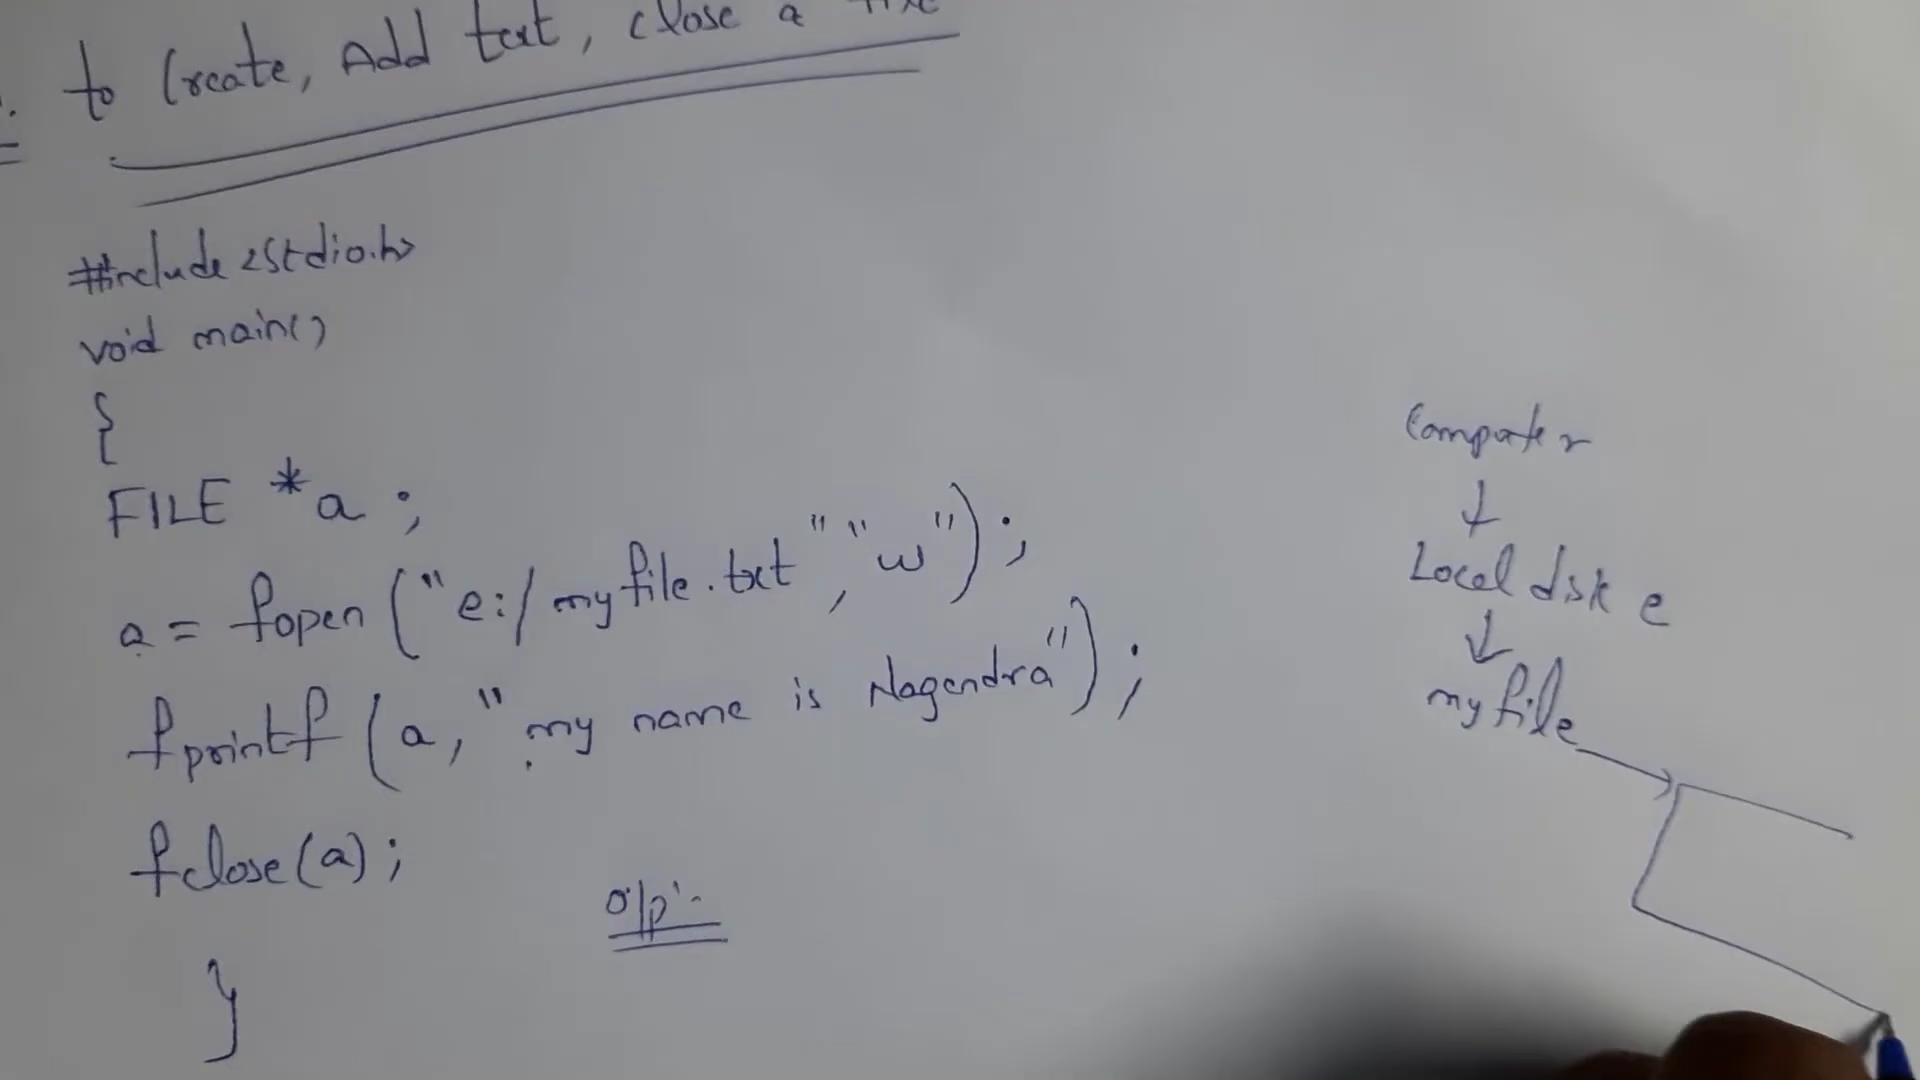 to Create, Add text, close a file
#include <stdio.h>
void main()
{
FILE *a ;
a = fopen ("e:/myfile.txt","w");
fprintf (a, "my name is Nagendra");
fclose(a);
}
o/p:-
Computer
Local disk e
myfile